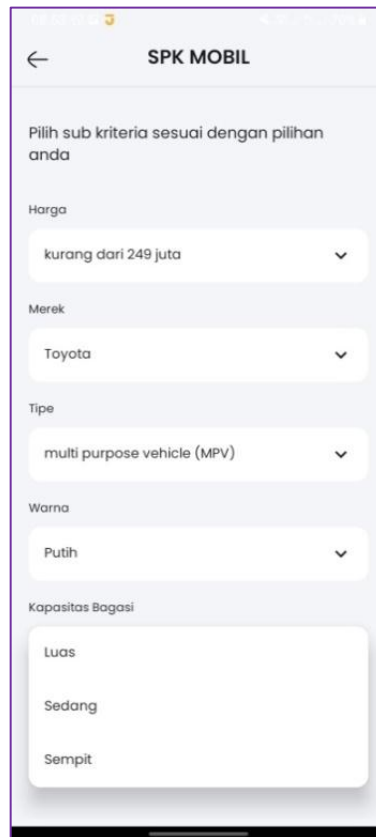 SPK MOBIL
Pilih sub kriteria sesuai dengan pilihan
anda
Harga
kurang dari 249 juta
Merek
Toyota
Tipe
multi purpose vehicle (MPV)
Warna
Putih
Kapasitas Bagasi
Luas
Sedang
Sempit